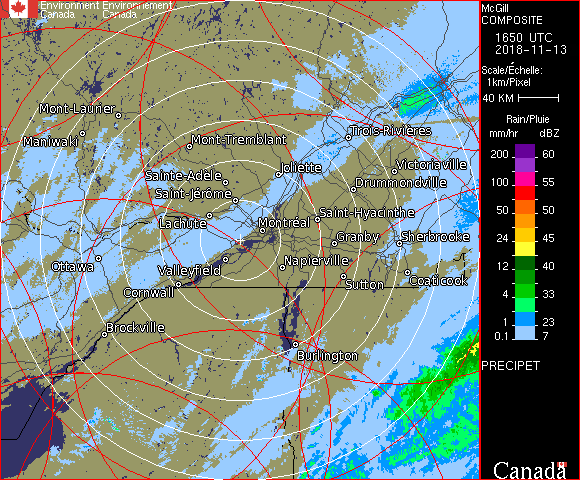 Environment Environnement
Canada Canada
McGill
COMPOSITE
1650 UTC
2018-11-13
Scale/Échelle:
1km/Pixel
40 KM
Rain/Pluie
mm/hr dBZ
200 60
100 55
50 50
24 45
12 40
4 33
1 23
0.1 7
PRECIPET
Canada
Mont-Laurier
Maniwaki
Mont-Tremblant
Trois-Rivières
Sainte-Adèle
Joliette
Victoriaville
Saint-Jérôme
Drummondville
Lachute
Montréal
Saint-Hyacinthe
Granby
Sherbrooke
Ottawa
Valleyfield
Napierville
Cornwall
Sutton
Coaticook
Brockville
Burlington